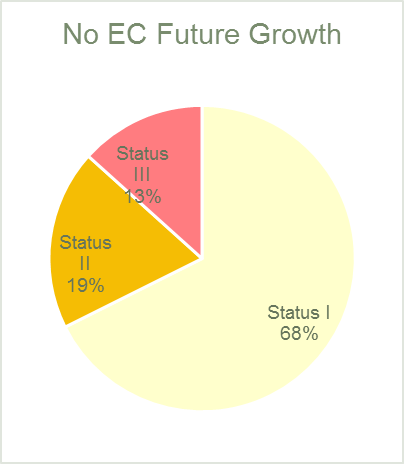 No EC Future Growth
Status
III
13%
Status
II
19%
Status I
68%